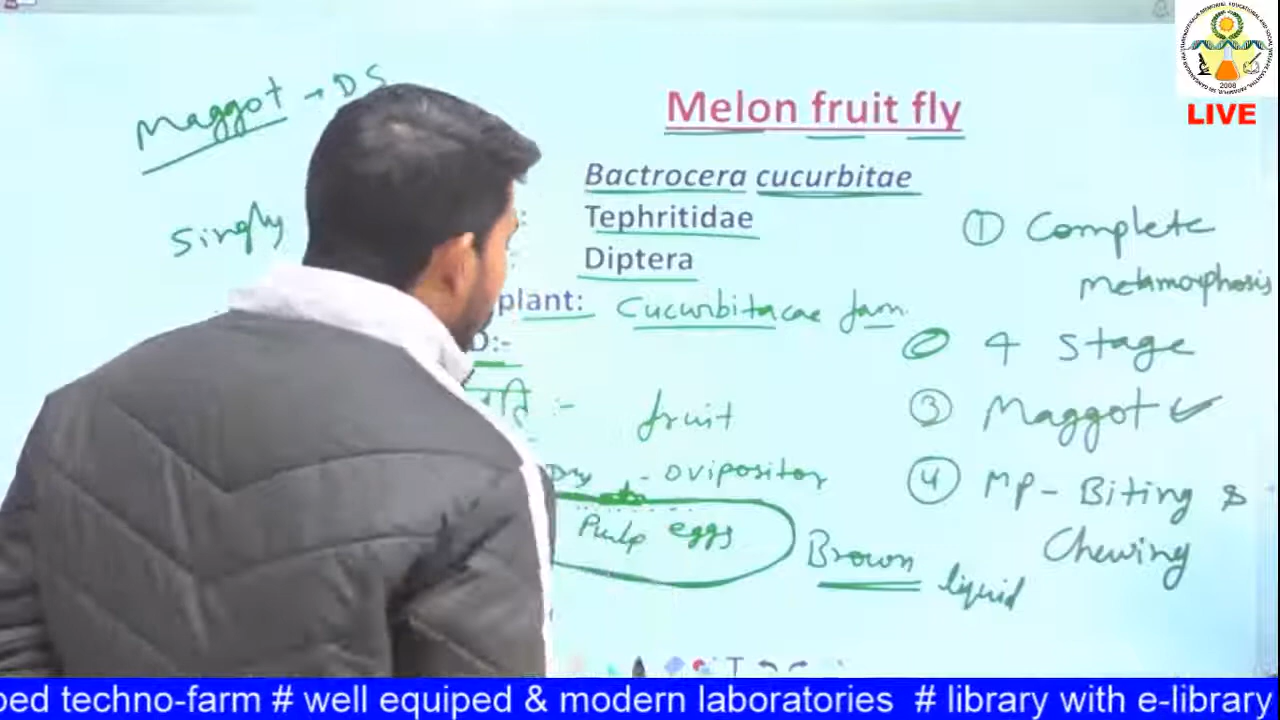 LIVE
2008
Maggot → DS
Melon fruit fly
Bactrocera cucurbitae
Singly
Tephritidae
① Complete
Diptera
metamorphosis
plant: Cucurbitacae fam.
② 4 Stage
D:-
:- fruit
③ Maggot ✓
- Ovipositor
④ MP - Biting &
Pulp eggs
Chewing
Brown
liquid
ped techno-farm # well equiped & modern laboratories # library with e-library